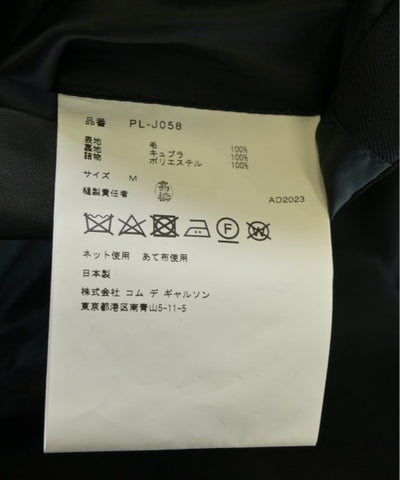 品番 PL-J058
表地 毛 100%
裏地 キュプラ 100%
詰物 ポリエステル 100%
サイズ M
縫製責任者
AD2023
F W
ネット使用 あて布使用
日本製
株式会社 コム デ ギャルソン
東京都港区南青山5-11-5